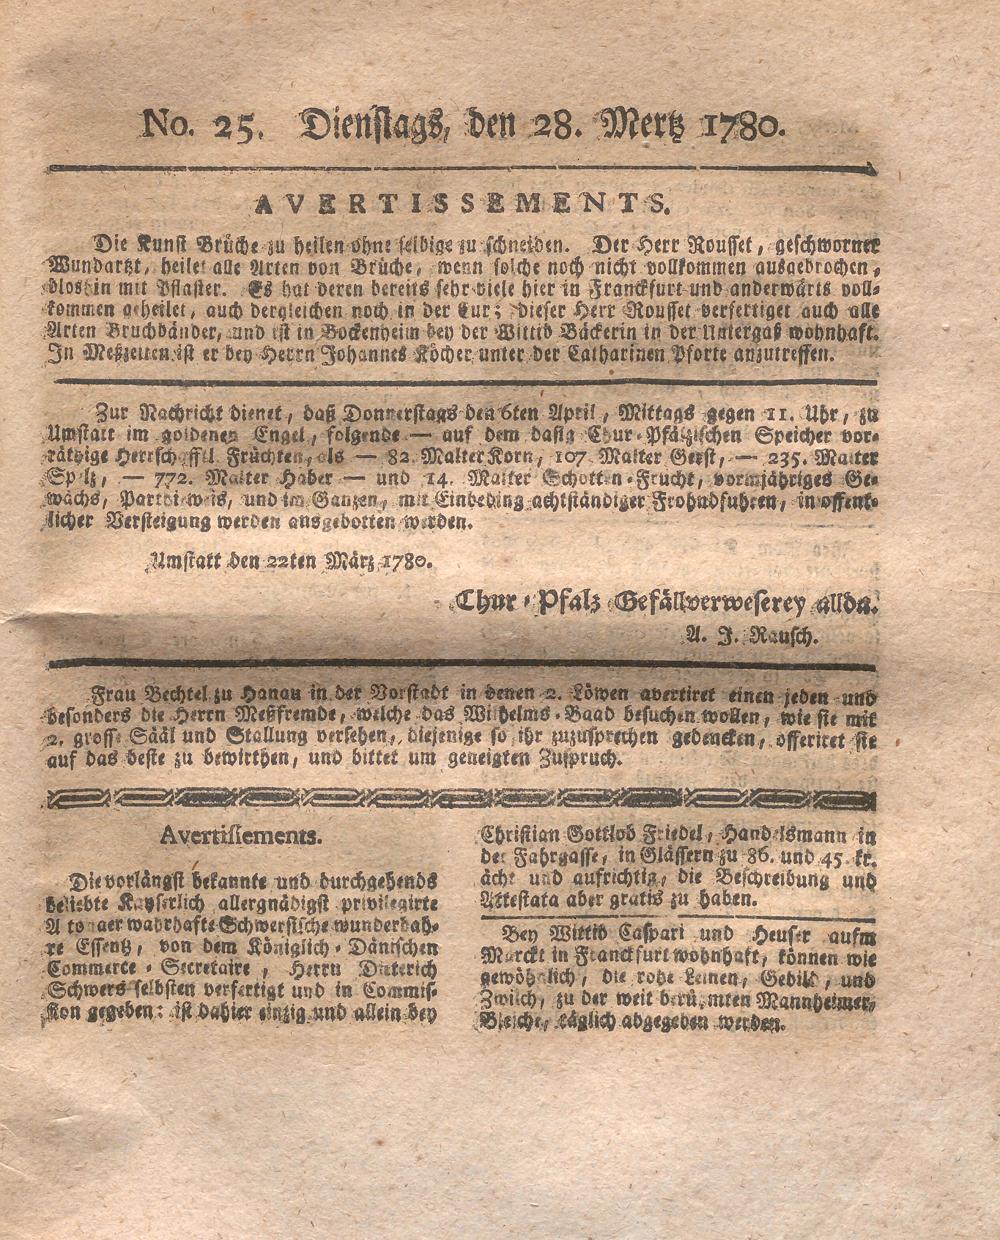 No. 25. Dienstags, den 28. Mertz 1780.
AVERTISSEMENTS.
Die Kunst Brüche zu heilen ohne selbige zu schneiden. Der Herr Rousset, geschworner
Wundartzt, heilet alle Arten von Brüche, wenn solche noch nicht vollkommen ausgebrochen,
bloshin mit Pflaster. Es hat deren bereits sehr viele hier in Franckfurt und anderwärts voll-
kommen geheilet, auch dergleichen noch in der Cur; dieser Herr Rousset verfertiget auch alle
Arten Bruchbänder, und ist in Bockenheim bey der Wittib Bäckerin in der Untergaß wohnhaft.
In Meßzeiten ist er bey Herrn Johannes Köcher unter der Catharinen Pforte anzutreffen.
Zur Nachricht dienet, daß Donnerstags den 6ten April, Mittags gegen 11. Uhr, zu
Umstatt im goldenen Engel, folgende — auf dem dasig Chur-Pfälzischen Speicher vor-
räthige Herrschaftl. Früchten, als — 82. Malter Korn, 107. Malter Gerst, — 235. Malter
Spelz, — 772. Malter Haber — und 14. Malter Schotten-Frucht, vormjähriges Ge-
wächs, Partbieweis, und im Ganzen, mit Einbeding achtständiger Frohndfuhren, in offent-
licher Versteigung werden ausgebotten werden.
Umstatt den 22ten März 1780.
Chur-Pfalz Gefällverweserey allda.
A. J. Rausch.
Frau Bechtel zu Hanau in der Vorstadt in denen 2. Löwen avertiret einen jeden und
besonders die Herrn Meßfremde, welche das Wilhelms-Baad besuchen wollen, wie sie mit
2. grosse Sääl und Stallung versehen, diejenige so ihr zuzusprechen gedencken, offeriret sie
auf das beste zu bewirthen, und bittet um geneigten Zuspruch.
Avertissements.
Die vorlängst bekannte und durchgehends
beliebte Kayserlich allergnädigst privilegirte
Altonaer wahrhafte Schwersische wunderbah-
re Essentz, von dem Königlich-Dänischen
Commerce-Secretaire, Herrn Dieterich
Schwers selbsten verfertigt und in Commis-
sion gegeben: ist dahier einzig und allein bey
Christian Gottlob Friedel, Handelsmann in
der Fahrgasse, in Glässern zu 86. und 45 kr.
ächt und aufrichtig, die Beschreibung und
Attestata aber gratis zu haben.
Bey Wittib Caspari und Heuser aufm
Marckt in Franckfurt wohnhaft, können wie
gewöhnlich, die rohe Leinen, Gebild, und
Zwilch, zu der weit berühmten Mannheimer-
Bleiche, täglich abgegeben werden.